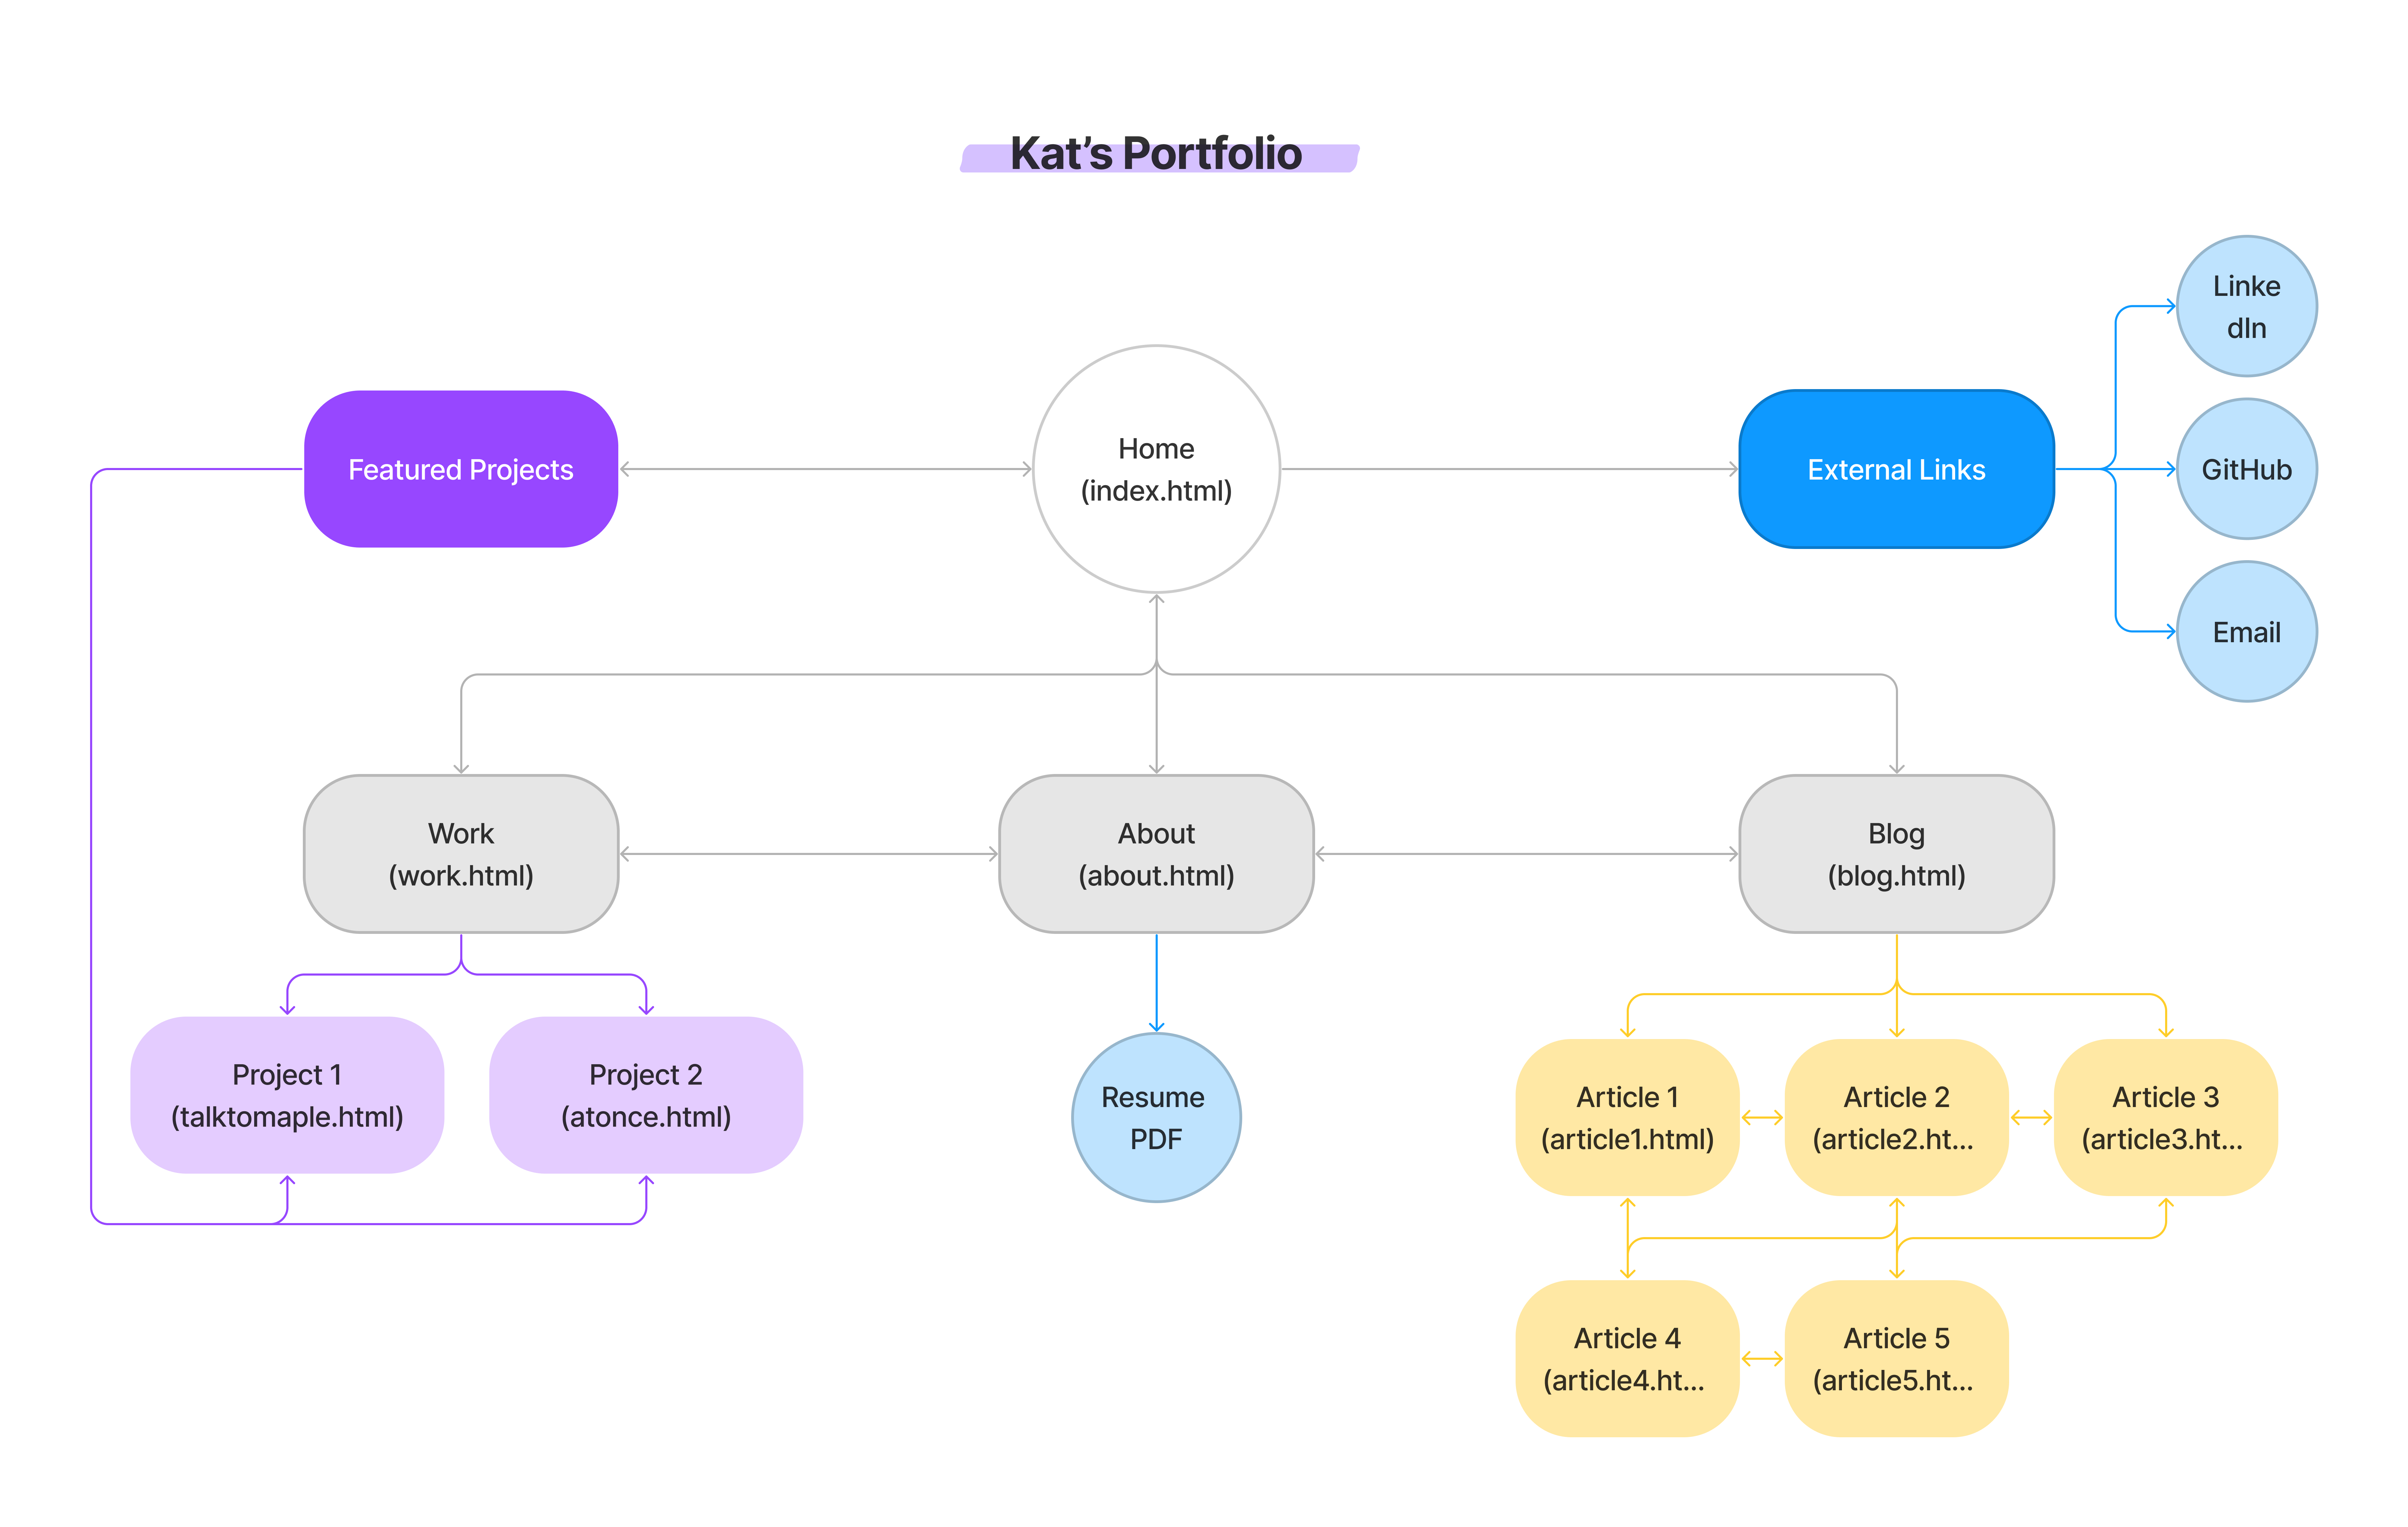 Kat’s Portfolio
Linke
dIn
Featured Projects
Home
(index.html)
External Links
GitHub
Email
Work
(work.html)
About
(about.html)
Blog
(blog.html)
Project 1
(talktomaple.html)
Project 2
(atonce.html)
Resume
PDF
Article 1
(article1.html)
Article 2
(article2.ht...
Article 3
(article3.ht...
Article 4
(article4.ht...
Article 5
(article5.ht...